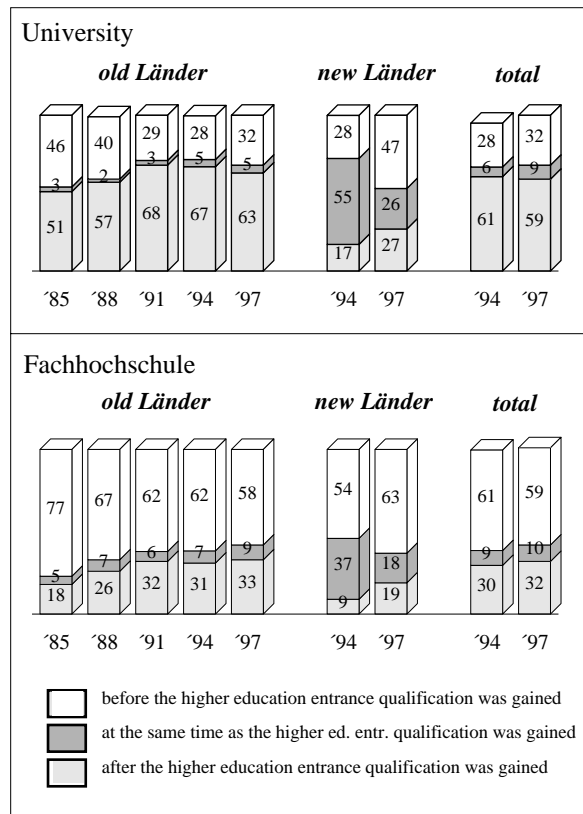 University
old Länder new Länder total
46 40 29 28 32 28 47 28 32
3 2 3 5 5 55 26 6 9
51 57 68 67 63 17 27 61 59
´85 ´88 ´91 ´94 ´97 ´94 ´97 ´94 ´97
Fachhochschule
old Länder new Länder total
77 67 62 62 58 54 63 61 59
5 7 6 7 9 37 18 9 10
18 26 32 31 33 9 19 30 32
´85 ´88 ´91 ´94 ´97 ´94 ´97 ´94 ´97
before the higher education entrance qualification was gained
at the same time as the higher ed. entr. qualification was gained
after the higher education entrance qualification was gained